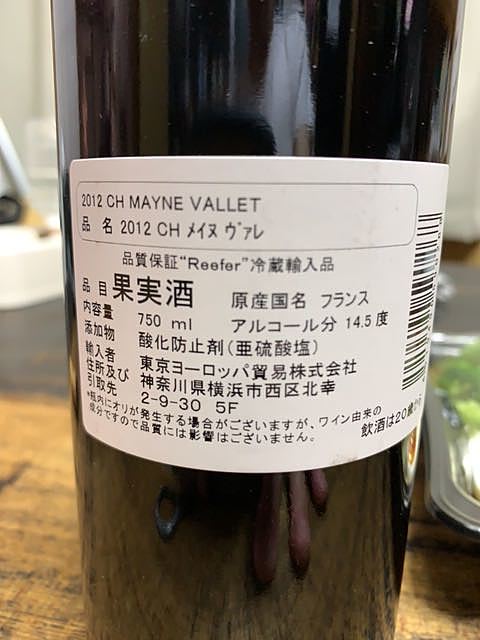 2012 CH MAYNE VALLET
品 名 2012 CH メイヌ ヴァレ
品質保証“Reefer”冷蔵輸入品
品目 果実酒 原産国名 フランス
内容量 750 ml アルコール分 14.5 度
添加物 酸化防止剤(亜硫酸塩)
輸入者 東京ヨーロッパ貿易株式会社
住所及び 神奈川県横浜市西区北幸
引取先 2-9-30 5F
*瓶内にオリが発生する場合がございますが、ワイン由来の
成分ですので品質には影響はございません。
飲酒は20歳